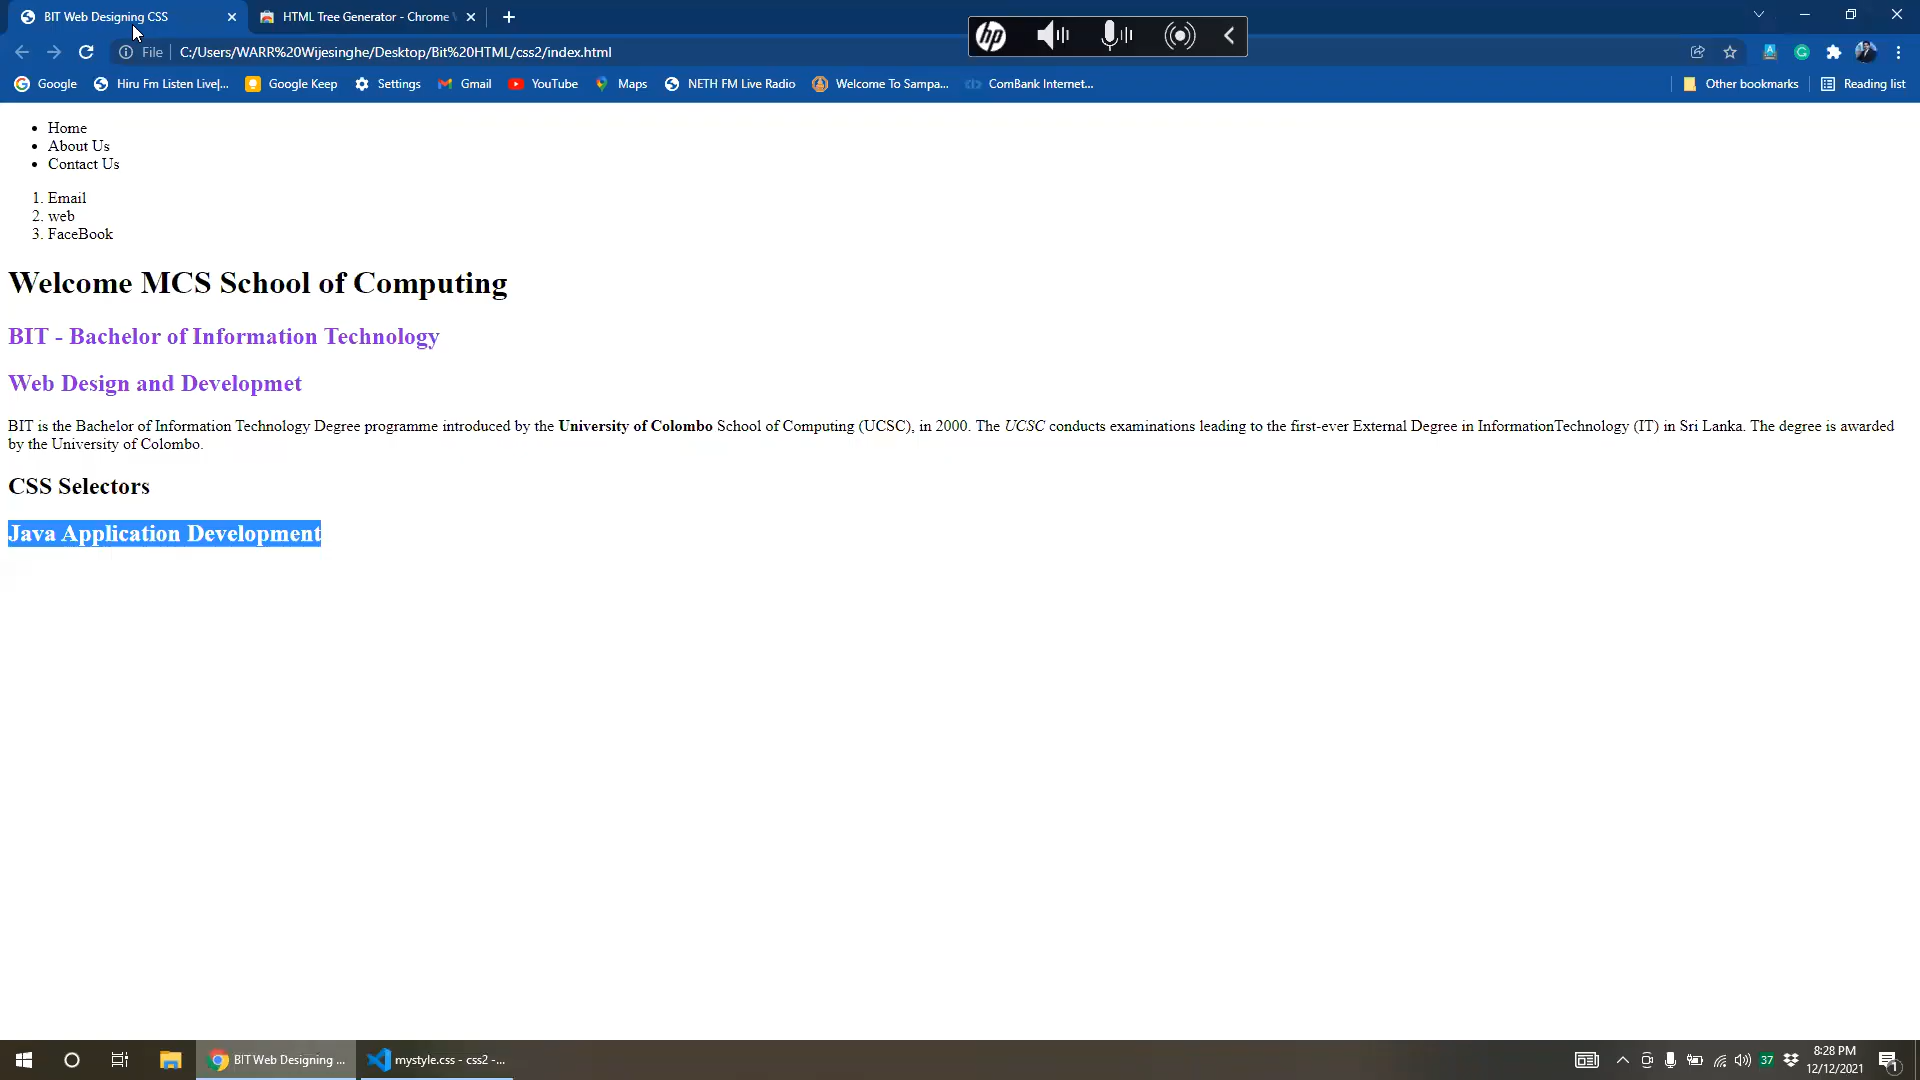 BIT Web Designing CSS
HTML Tree Generator - Chrome
File
C:/Users/WARR%20Wijesinghe/Desktop/Bit%20HTML/css2/index.html
hp
Google
Hiru Fm Listen Live|...
Google Keep
Settings
Gmail
YouTube
Maps
NETH FM Live Radio
Welcome To Sampa...
ComBank Internet...
Other bookmarks
Reading list
• Home
• About Us
• Contact Us
1. Email
2. web
3. FaceBook
Welcome MCS School of Computing
BIT - Bachelor of Information Technology
Web Design and Developmet
BIT is the Bachelor of Information Technology Degree programme introduced by the University of Colombo School of Computing (UCSC), in 2000. The UCSC conducts examinations leading to the first-ever External Degree in InformationTechnology (IT) in Sri Lanka. The degree is awarded
by the University of Colombo.
CSS Selectors
Java Application Development
BIT Web Designing ...
mystyle.css - css2 -...
37
8:28 PM
12/12/2021
1